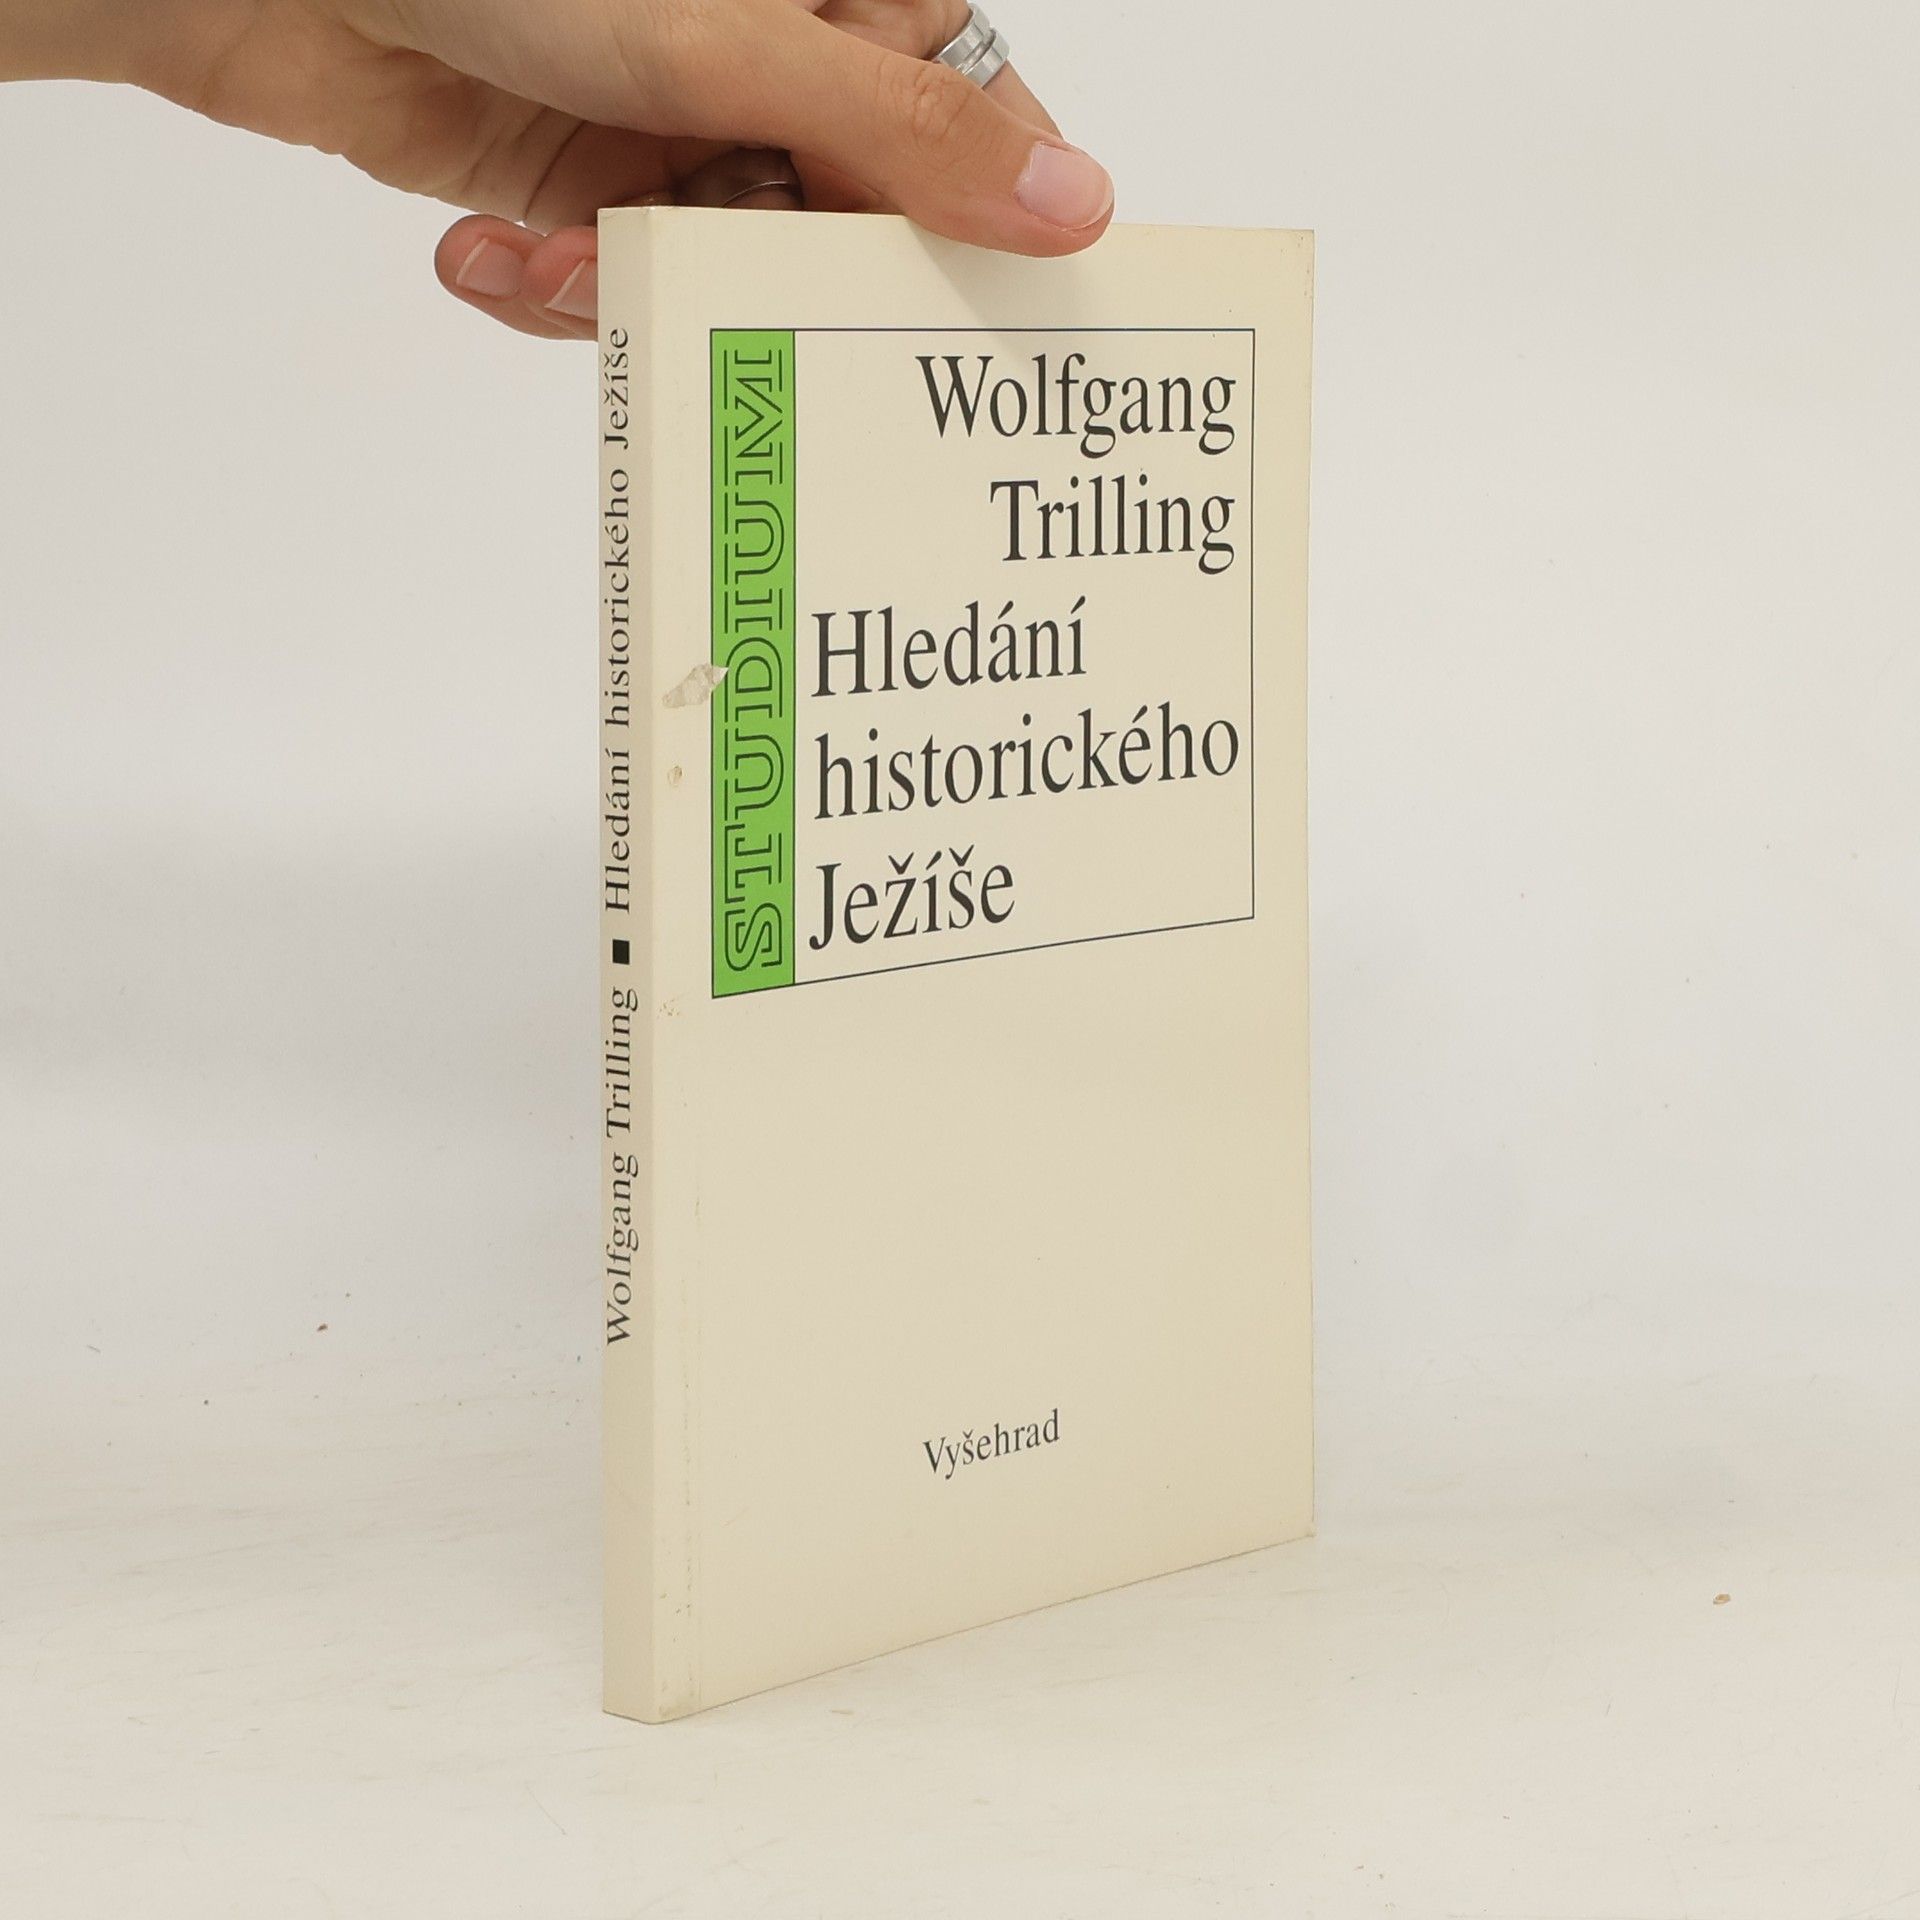 Wolfgang Trilling ■ Hledání historického Ježíše
STUDIUM
Wolfgang
Trilling
Hledání
historického
Ježíše
Vyšehrad